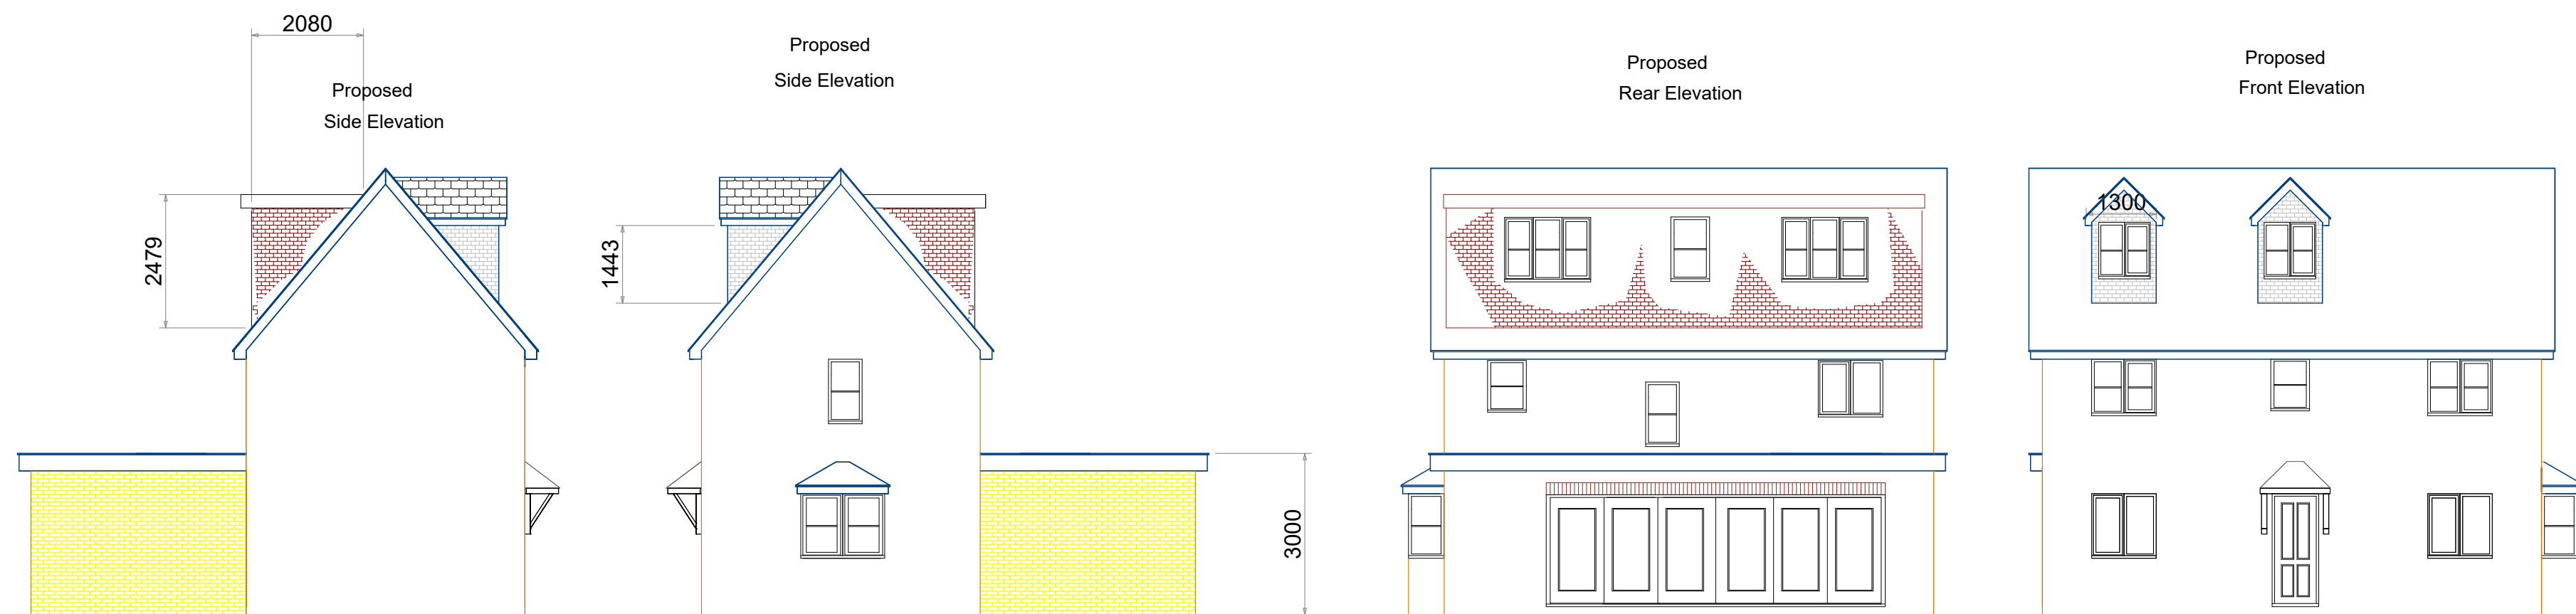 2080
Proposed
Side Elevation
2479
Proposed
Side Elevation
1443
3000
Proposed
Rear Elevation
Proposed
Front Elevation
1300